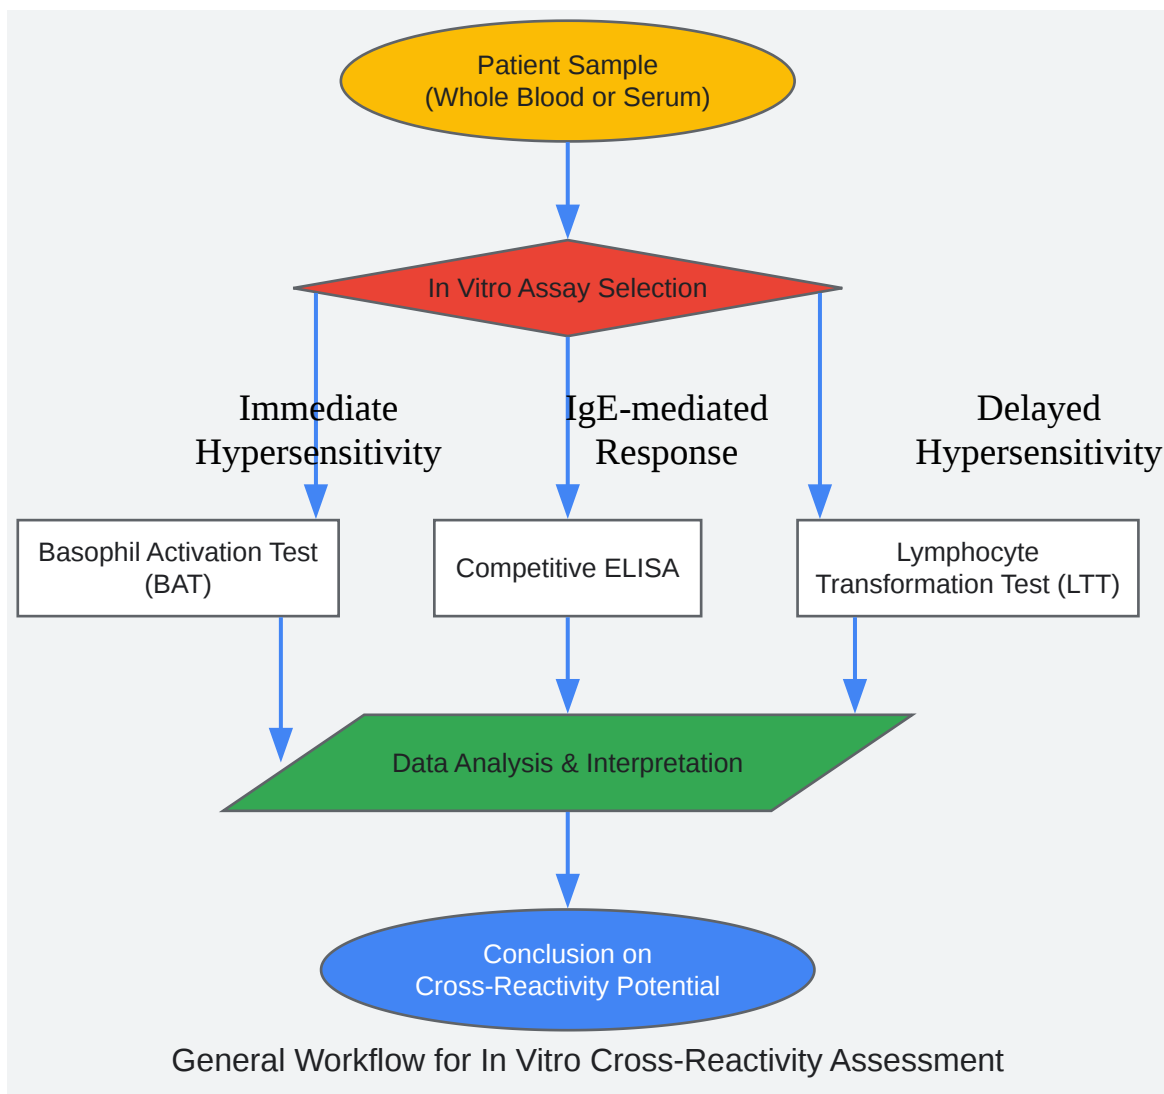 Patient Sample
(Whole Blood or Serum)
In Vitro Assay Selection
Immediate
Hypersensitivity
IgE-mediated
Response
Delayed
Hypersensitivity
Basophil Activation Test
(BAT)
Competitive ELISA
Lymphocyte
Transformation Test (LTT)
Data Analysis & Interpretation
Conclusion on
Cross-Reactivity Potential
General Workflow for In Vitro Cross-Reactivity Assessment